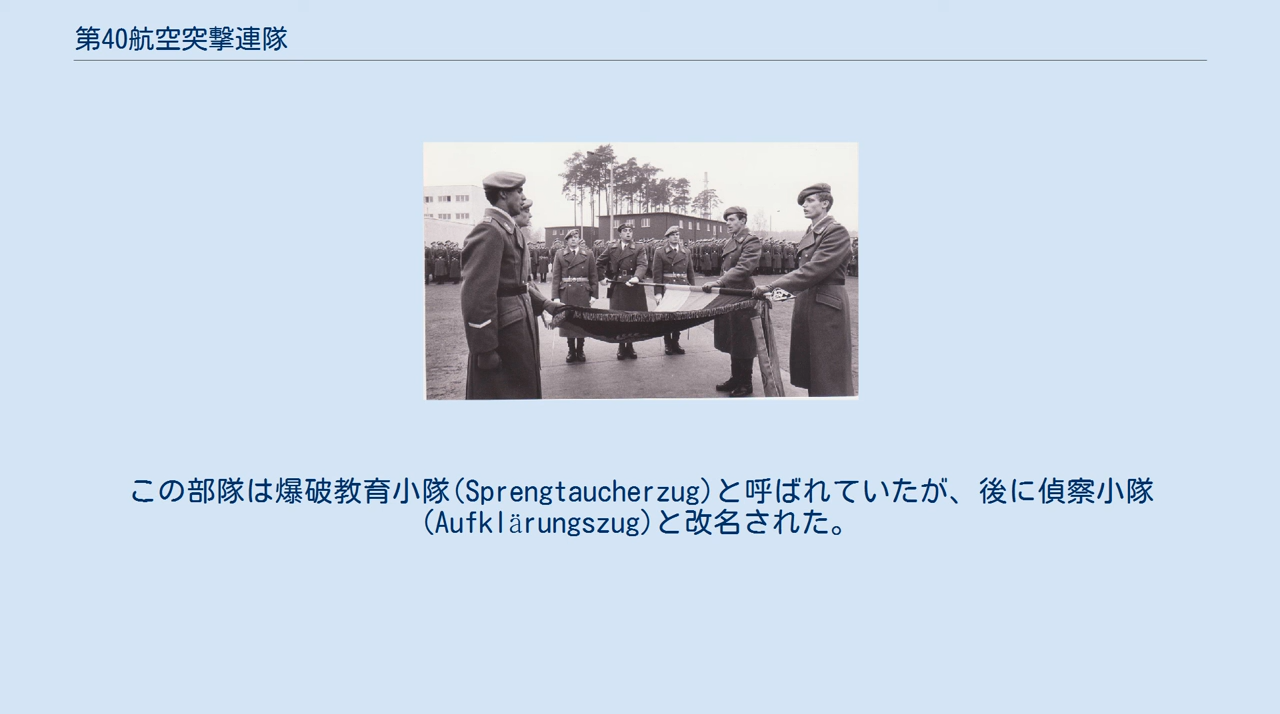 第40航空突撃連隊
この部隊は爆破教育小隊(Sprengtaucherzug)と呼ばれていたが、後に偵察小隊
(Aufklärungszug)と改名された。